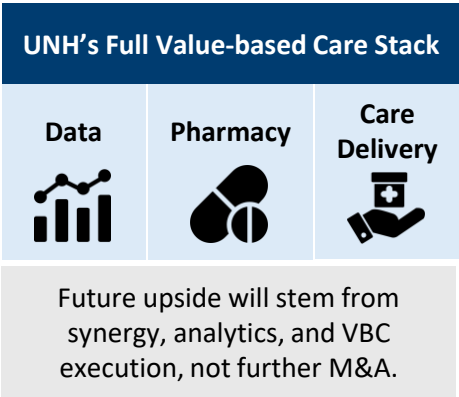 UNH’s Full Value-based Care Stack
Data
Pharmacy
Care
Delivery
Future upside will stem from
synergy, analytics, and VBC
execution, not further M&A.